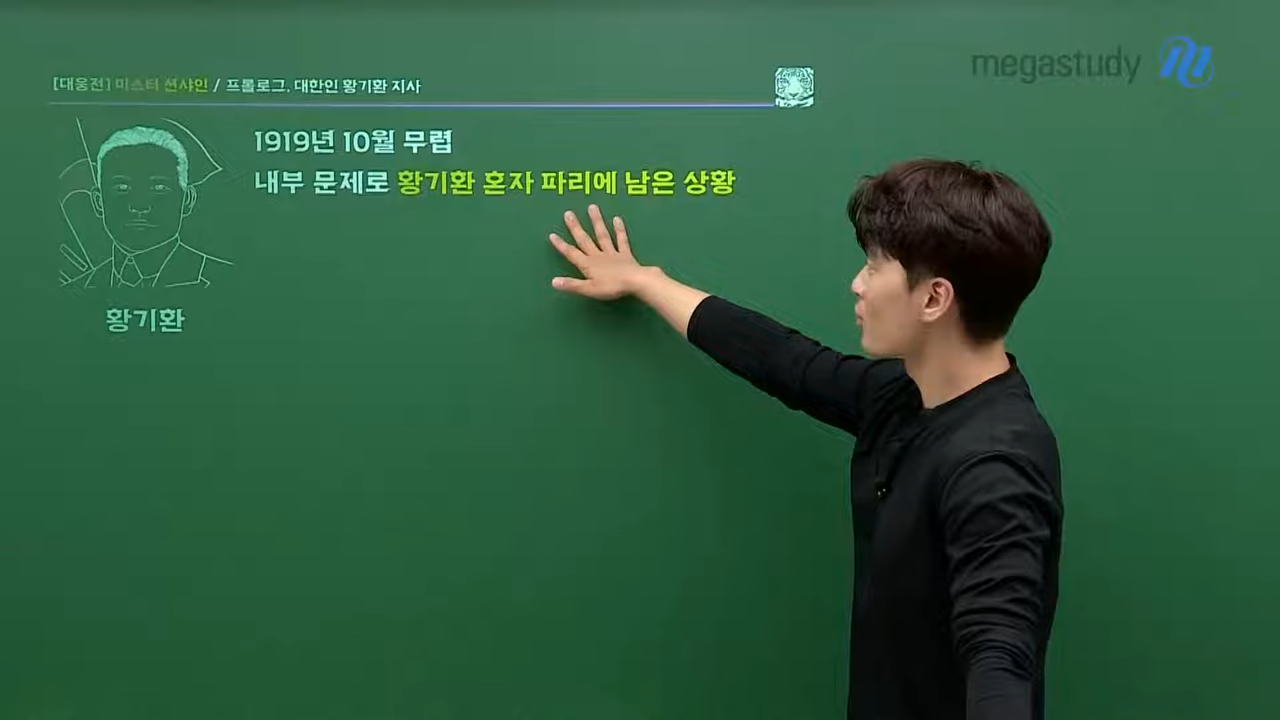 [대웅전] 미스터 션샤인 / 프롤로그. 대한인 황기환 지사
megastudy
1919년 10월 무렵
내부 문제로 황기환 혼자 파리에 남은 상황
황기환